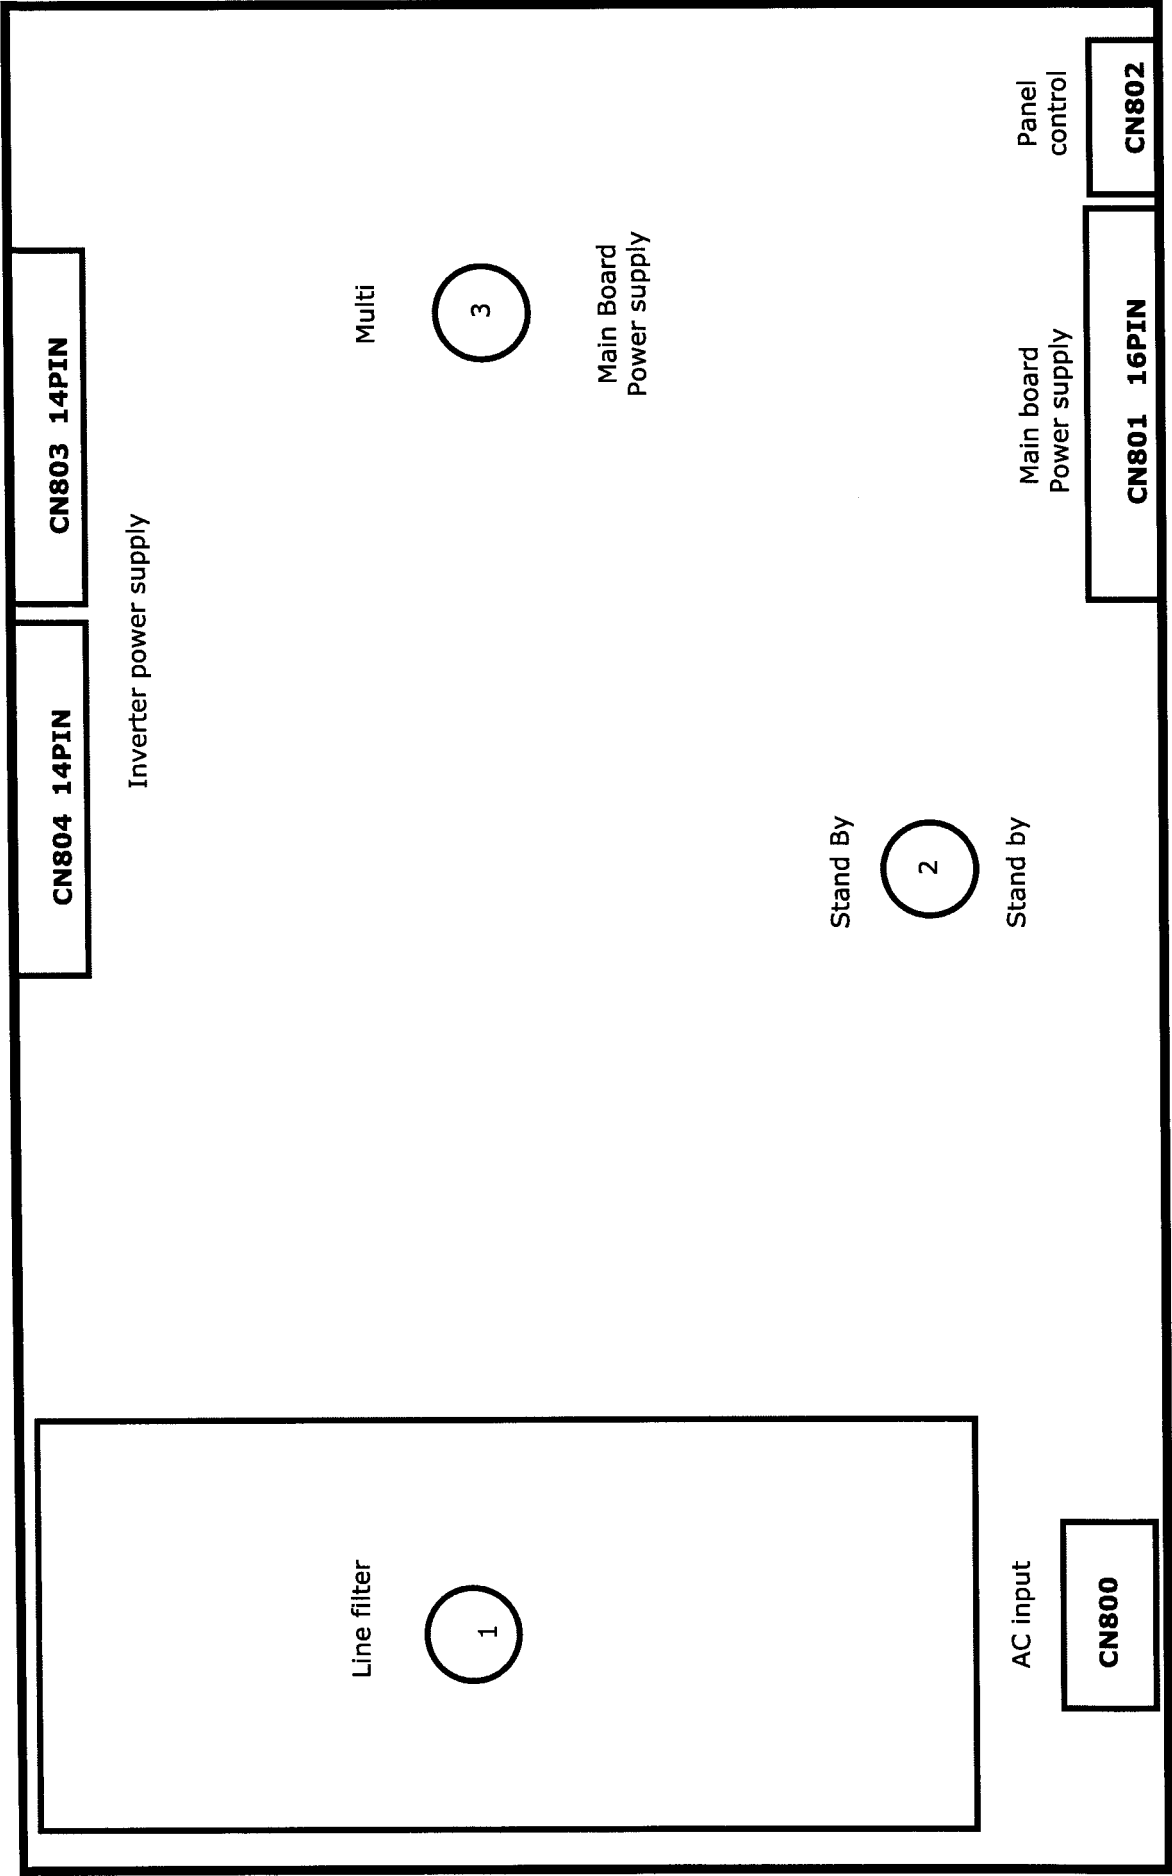 CN804 14PIN
CN803 14PIN
Inverter power supply
Line filter
1
Multi
3
Main Board
Power supply
Stand By
2
Stand by
AC input
CN800
Main board
Power supply
CN801 16PIN
Panel
control
CN802